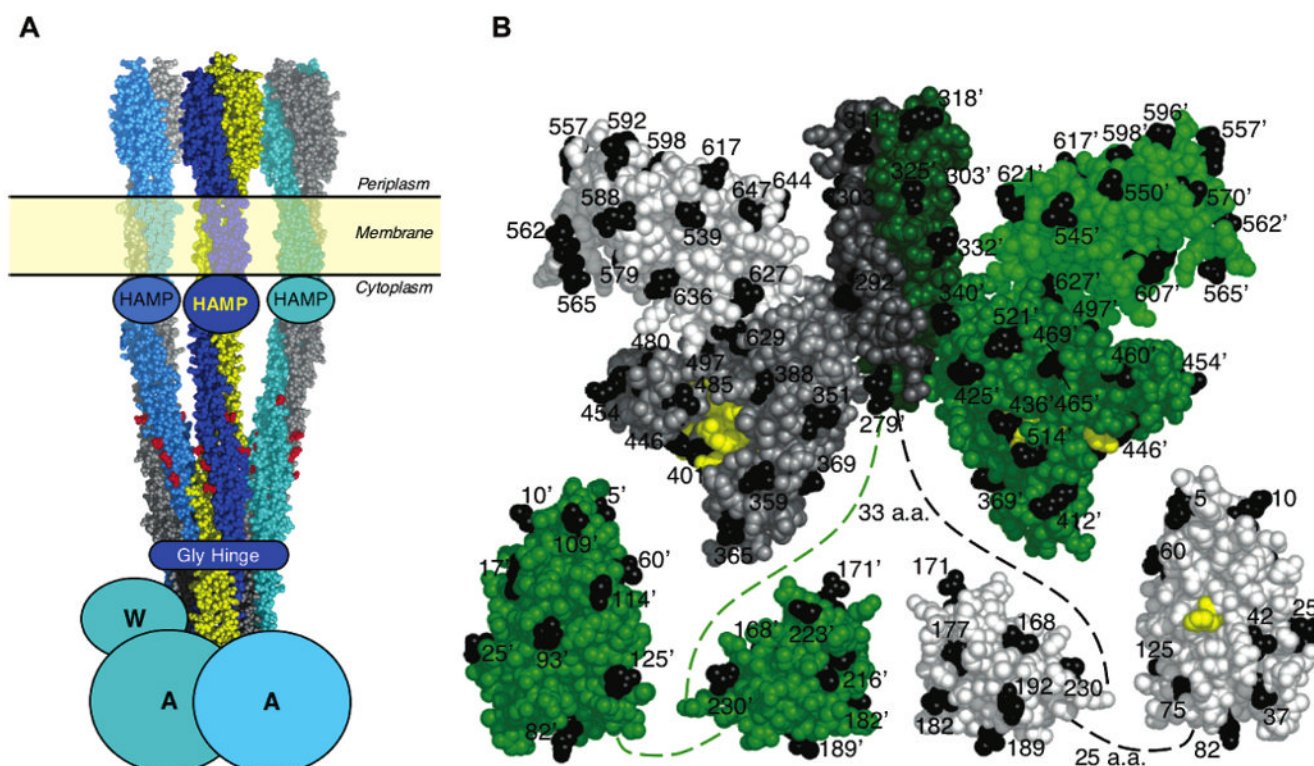 A
Periplasm
Membrane
Cytoplasm
HAMP HAMP HAMP
Gly Hinge
W
A A
B
318'
557 592 598 617 311 596' 557'
617' 598'
588 647 644 325' 303' 621' 550' 570'
303
562 539 332' 545' 562'
579 627 292 627' 607' 565'
565 636 340' 497'
480 629 521' 469' 460' 454'
497
485 388 351 425' 436' 465'
454 279' 514'
446 401 369 446'
359 369' 412'
365 33 a.a.
10' 5' 5 10
109' 60' 171' 171 60
17' 114' 168' 223' 177 168 42 25
25' 93' 125' 216' 192 230 125
230' 182' 182 75 37
82' 189' 189 25 a.a. 82